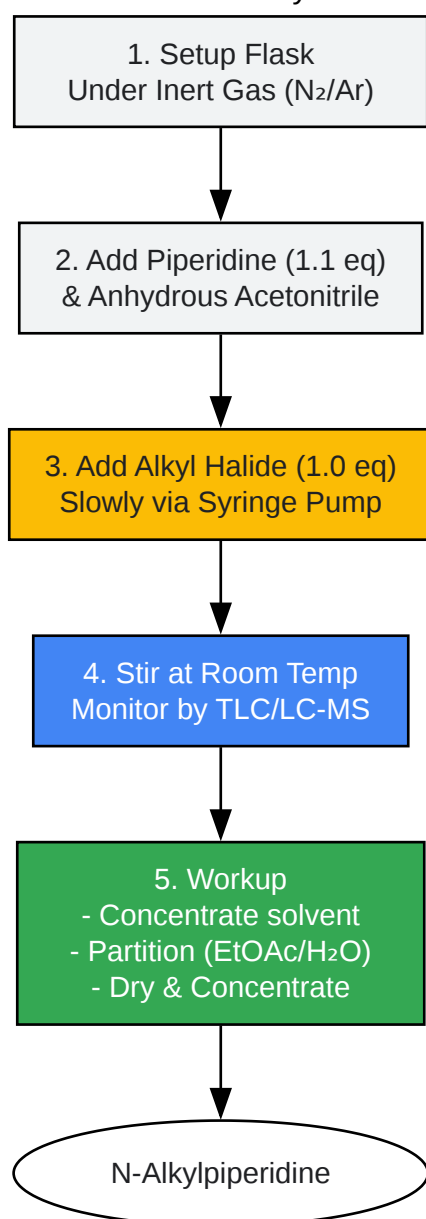 1. Setup Flask
Under Inert Gas (N₂/Ar)
2. Add Piperidine (1.1 eq)
& Anhydrous Acetonitrile
3. Add Alkyl Halide (1.0 eq)
Slowly via Syringe Pump
4. Stir at Room Temp
Monitor by TLC/LC-MS
5. Workup
- Concentrate solvent
- Partition (EtOAc/H₂O)
- Dry & Concentrate
N-Alkylpiperidine